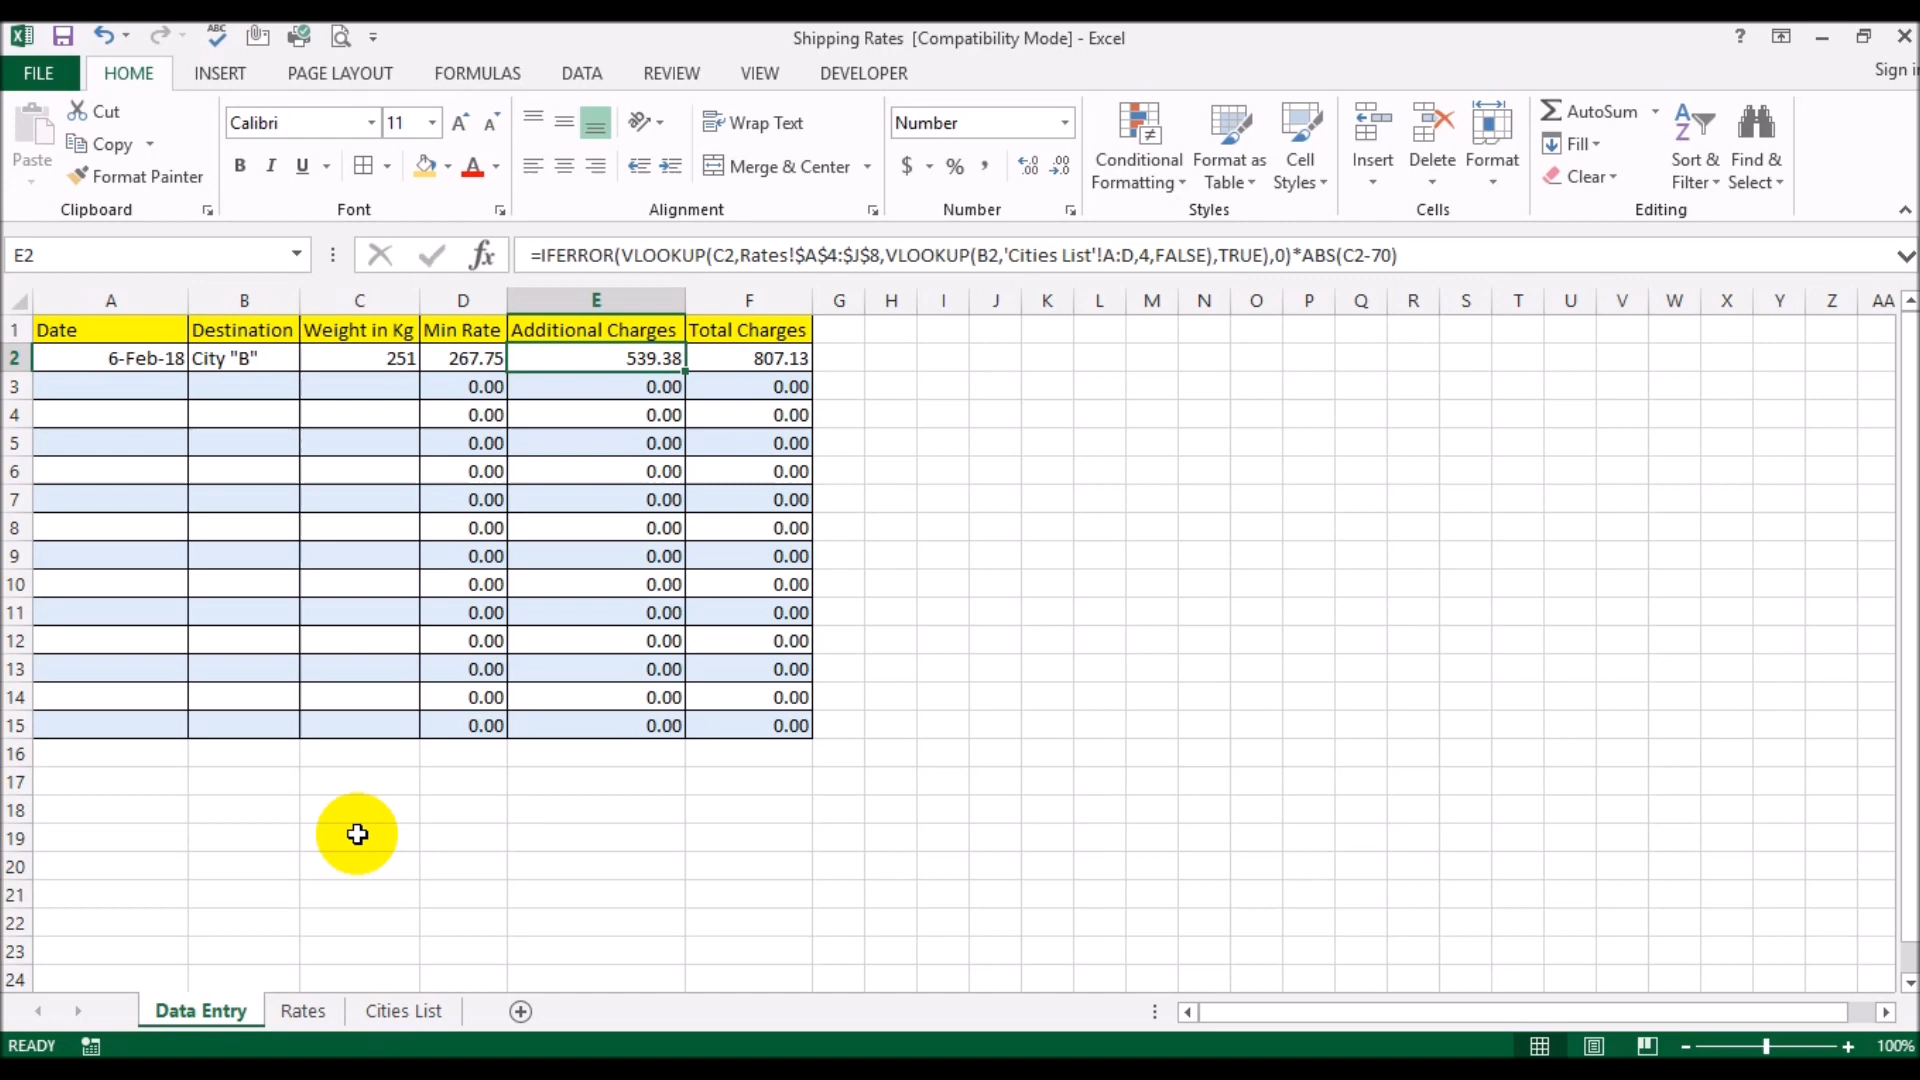 Shipping Rates [Compatibility Mode] - Excel
?
Sign in
FILE HOME INSERT PAGE LAYOUT FORMULAS DATA REVIEW VIEW DEVELOPER
Paste
Cut
Copy
Format Painter
Clipboard
Calibri 11
B I U
Font
Wrap Text
Merge & Center
Alignment
Number
$ % ,
Number
Conditional Formatting
Format as Table
Cell Styles
Styles
Insert Delete Format
Cells
AutoSum
Fill
Clear
Sort & Filter
Find & Select
Editing
E2
fx
=IFERROR(VLOOKUP(C2,Rates!$A$4:$J$8,VLOOKUP(B2,'Cities List'!A:D,4,FALSE),TRUE),0)*ABS(C2-70)
A B C D E F G H I J K L M N O P Q R S T U V W X Y Z AA
1 Date Destination Weight in Kg Min Rate Additional Charges Total Charges
2 6-Feb-18 City "B" 251 267.75 539.38 807.13
3 0.00 0.00 0.00
4 0.00 0.00 0.00
5 0.00 0.00 0.00
6 0.00 0.00 0.00
7 0.00 0.00 0.00
8 0.00 0.00 0.00
9 0.00 0.00 0.00
10 0.00 0.00 0.00
11 0.00 0.00 0.00
12 0.00 0.00 0.00
13 0.00 0.00 0.00
14 0.00 0.00 0.00
15 0.00 0.00 0.00
16
17
18
19
20
21
22
23
24
Data Entry Rates Cities List
READY 100%